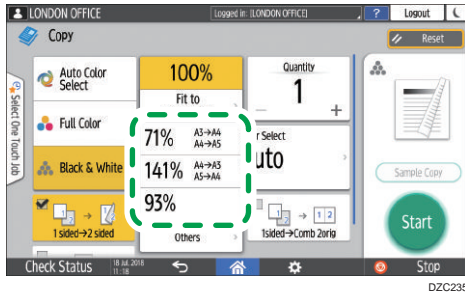 LONDON OFFICE
Logged in: [LONDON OFFICE]
?
Logout
Copy
Reset
Select One Touch Job
Auto Color
Select
Full Color
Black & White
1 sided→2 sided
100%
Fit to
71% A3→A4
A4→A5
141% A4→A3
A5→A4
93%
Others
Quantity
1
− +
r Select
uto
1 2
1sided→Comb 2orig
Sample Copy
Start
Check Status
18 Jul. 2018
11:18
Stop
DZC235